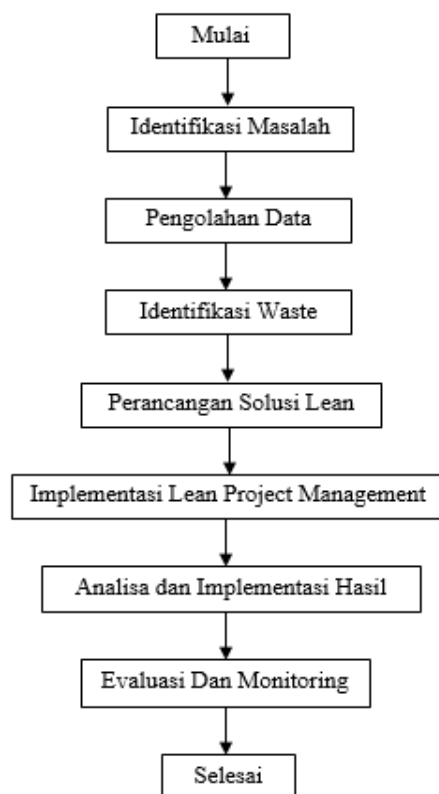 Mulai
Identifikasi Masalah
Pengolahan Data
Identifikasi Waste
Perancangan Solusi Lean
Implementasi Lean Project Management
Analisa dan Implementasi Hasil
Evaluasi Dan Monitoring
Selesai